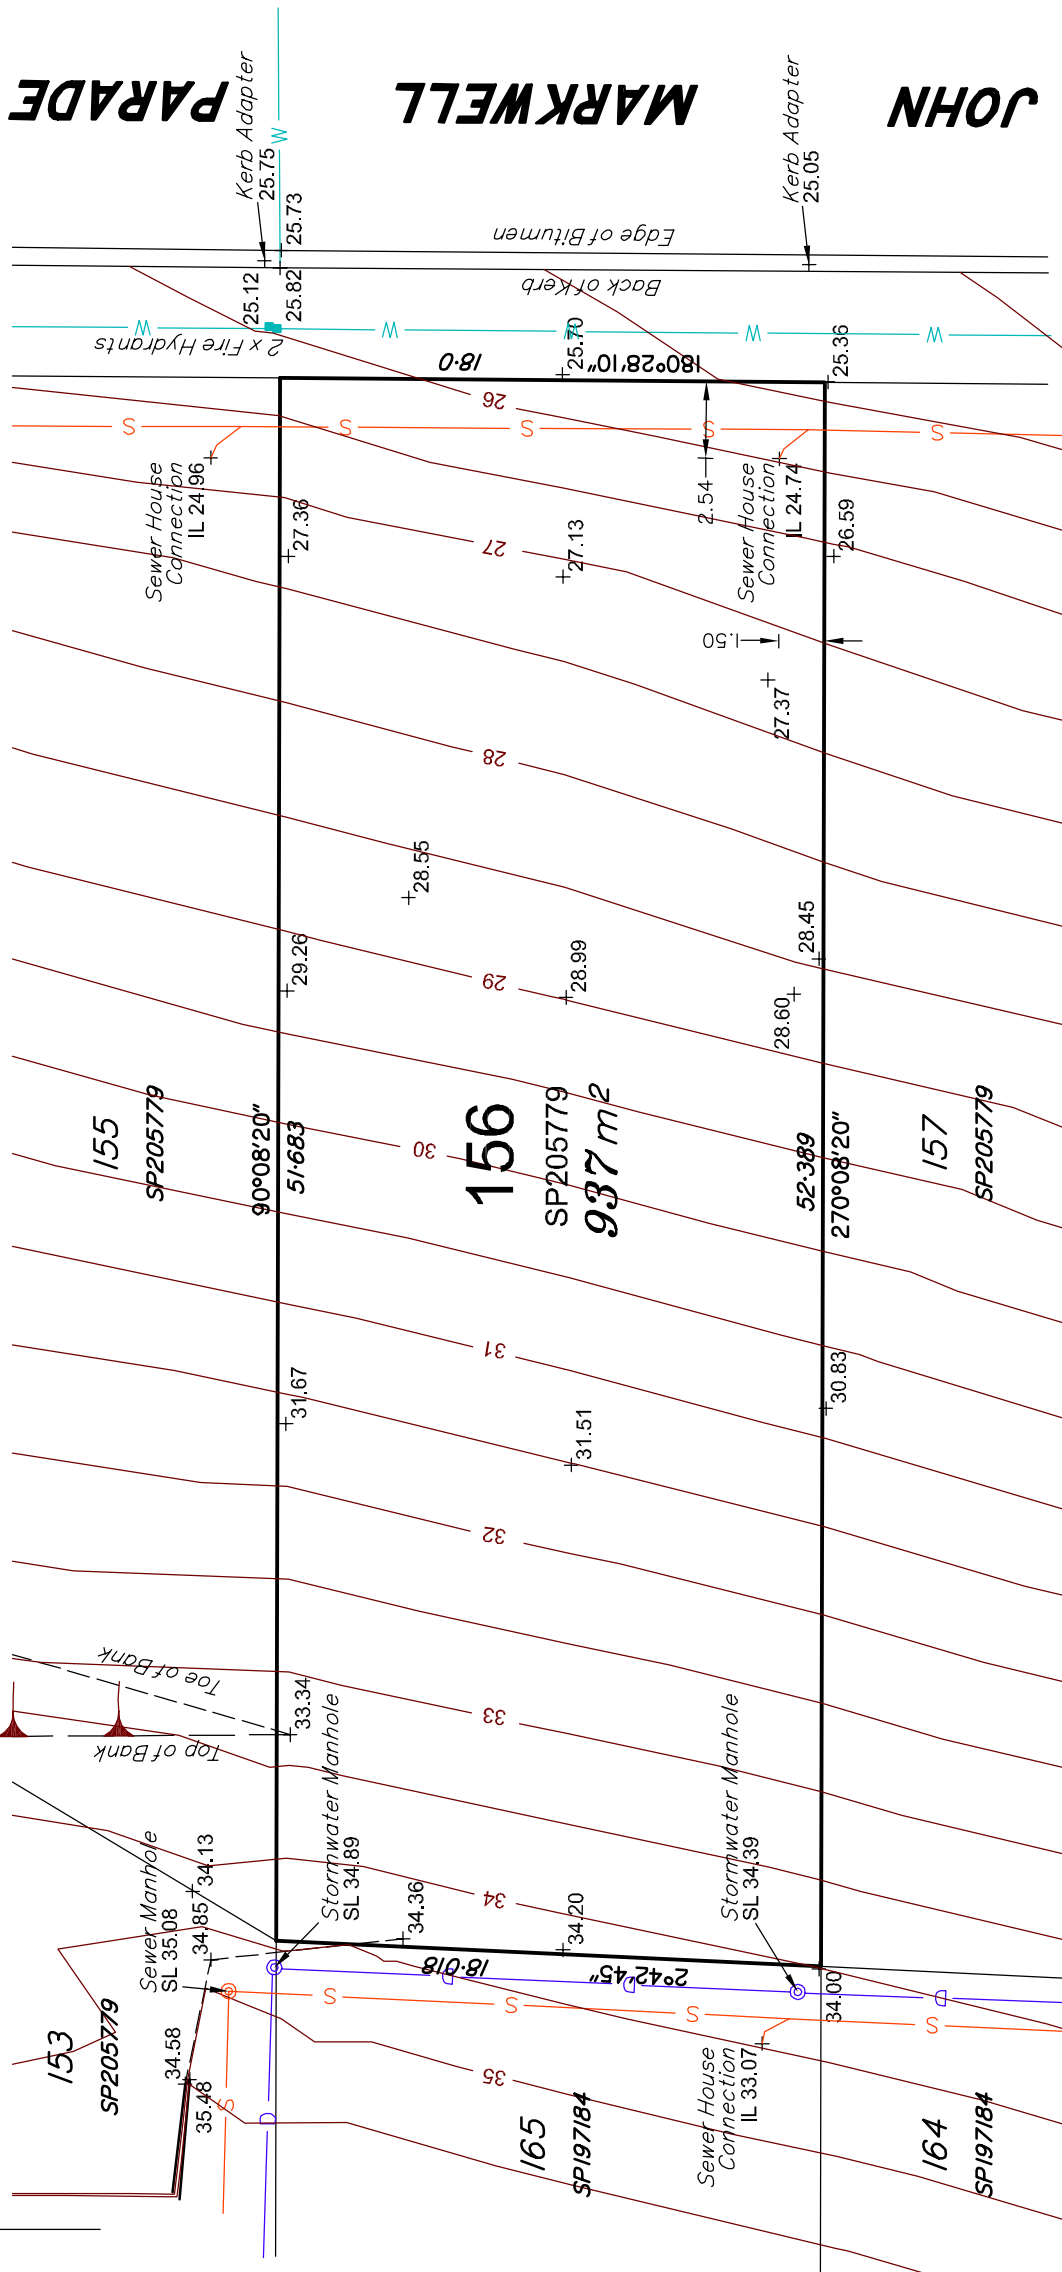 JOHN MARKWELL PARADE
Kerb Adapter
25.75
W
25.73
Kerb Adapter
25.05
Edge of Bitumen
Back of Kerb
25.12
25.82
W
W
W
W
W
2 x Fire Hydrants
25.70
25.36
18·0
180°28'10"
26
S
S
S
S
S
Sewer House
Connection
IL 24.96
2.54
Sewer House
Connection
IL 24.74
27.36
27
27.13
26.59
1.50
27.37
28
28.55
29.26
29
28.99
28.60
28.45
155
SP205779
90°08'20"
51·683
30
156
SP205779
937 m2
52·389
270°08'20"
157
SP205779
31
31.67
31.51
30.83
32
Toe of Bank
Top of Bank
33.34
33
Stormwater Manhole
SL 34.89
Stormwater Manhole
SL 34.39
Sewer Manhole
SL 35.08
34.13
34.85
34
34.36
34.20
18·018
2°42'45"
34.00
D
D
D
D
S
S
S
S
S
153
SP205779
34.58
35.48
35
Sewer House
Connection
IL 33.07
165
SP197184
164
SP197184